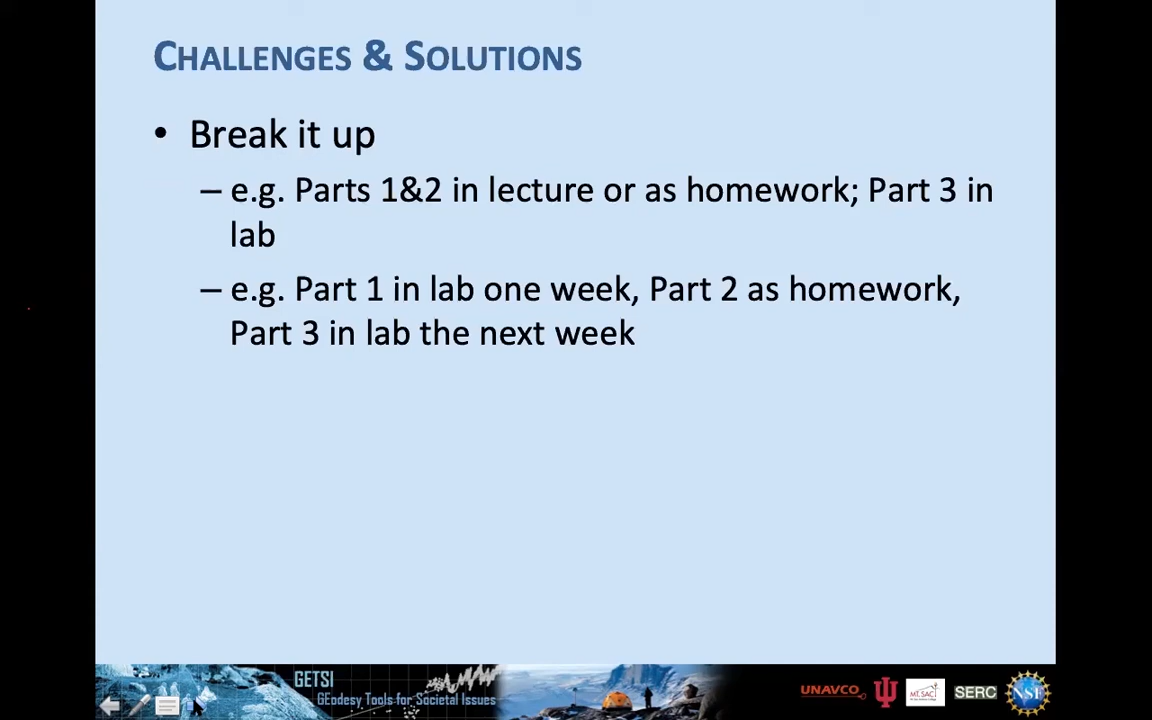 CHALLENGES & SOLUTIONS
• Break it up
– e.g. Parts 1&2 in lecture or as homework; Part 3 in
lab
– e.g. Part 1 in lab one week, Part 2 as homework,
Part 3 in lab the next week
GETSI
GEodesy Tools for Societal Issues
UNAVCO
MT. SAC
SERC
NSF